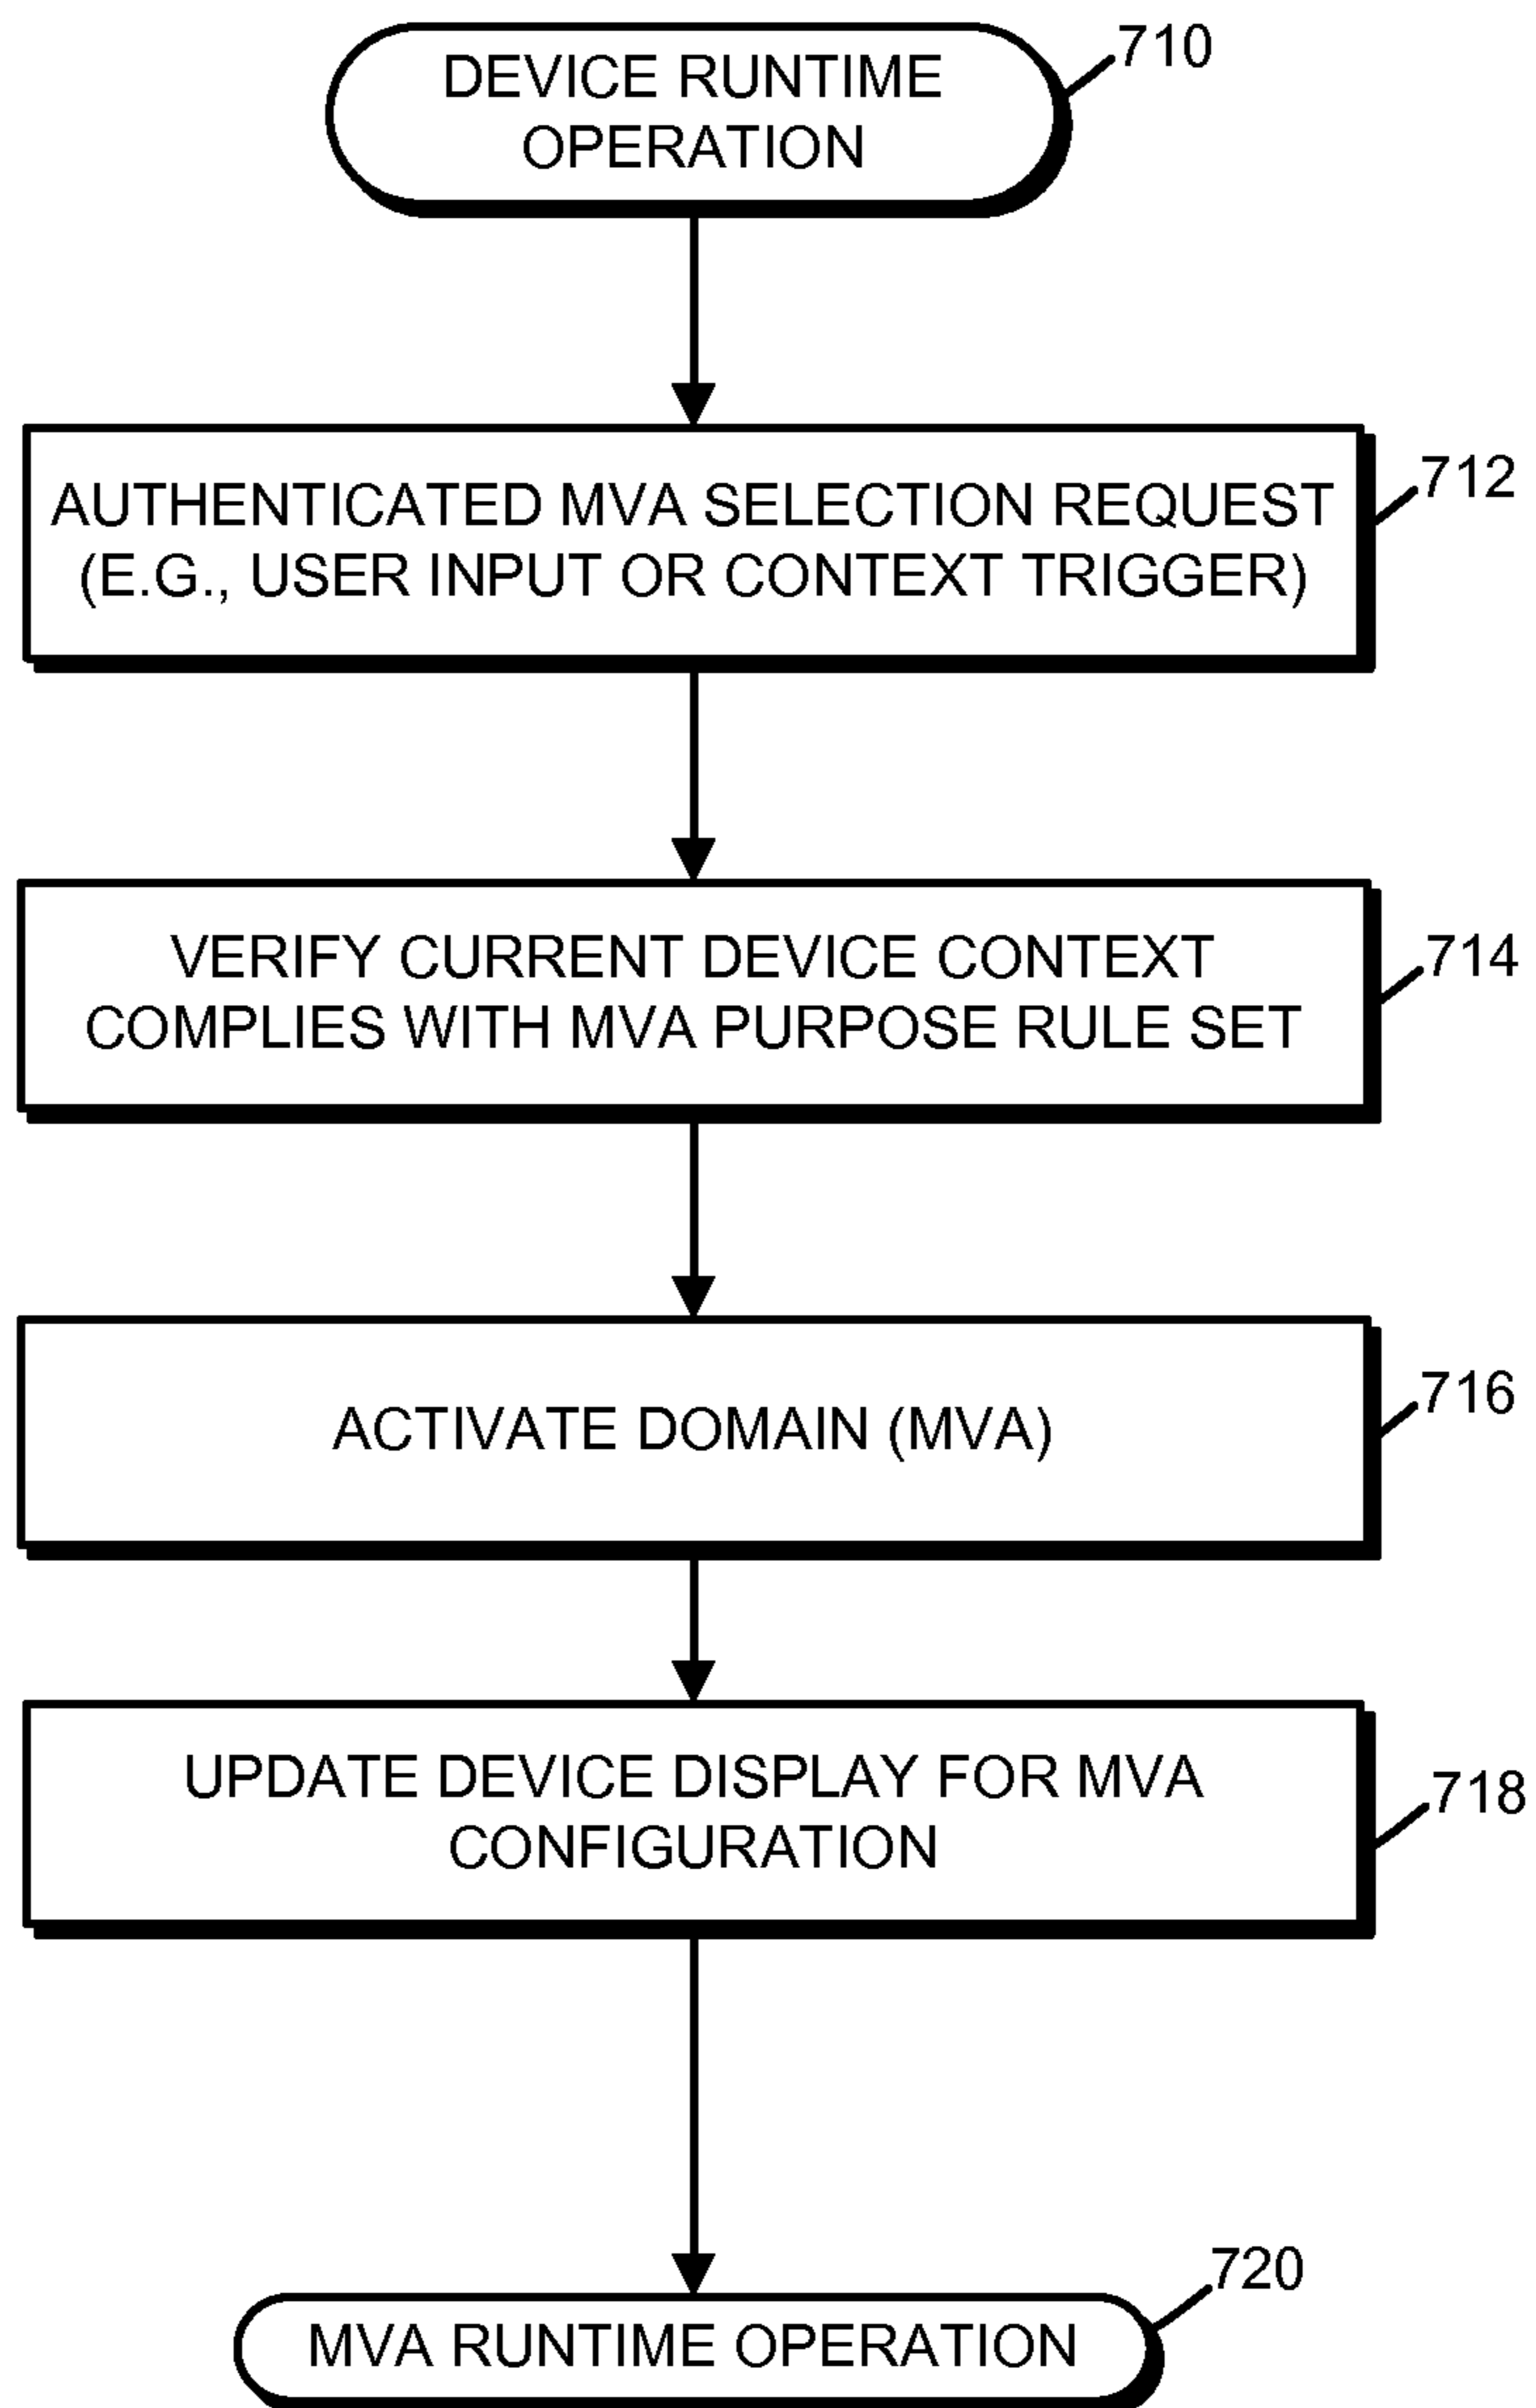 DEVICE RUNTIME
OPERATION
710
AUTHENTICATED MVA SELECTION REQUEST
(E.G., USER INPUT OR CONTEXT TRIGGER)
712
VERIFY CURRENT DEVICE CONTEXT
COMPLIES WITH MVA PURPOSE RULE SET
714
ACTIVATE DOMAIN (MVA)
716
UPDATE DEVICE DISPLAY FOR MVA
CONFIGURATION
718
MVA RUNTIME OPERATION
720